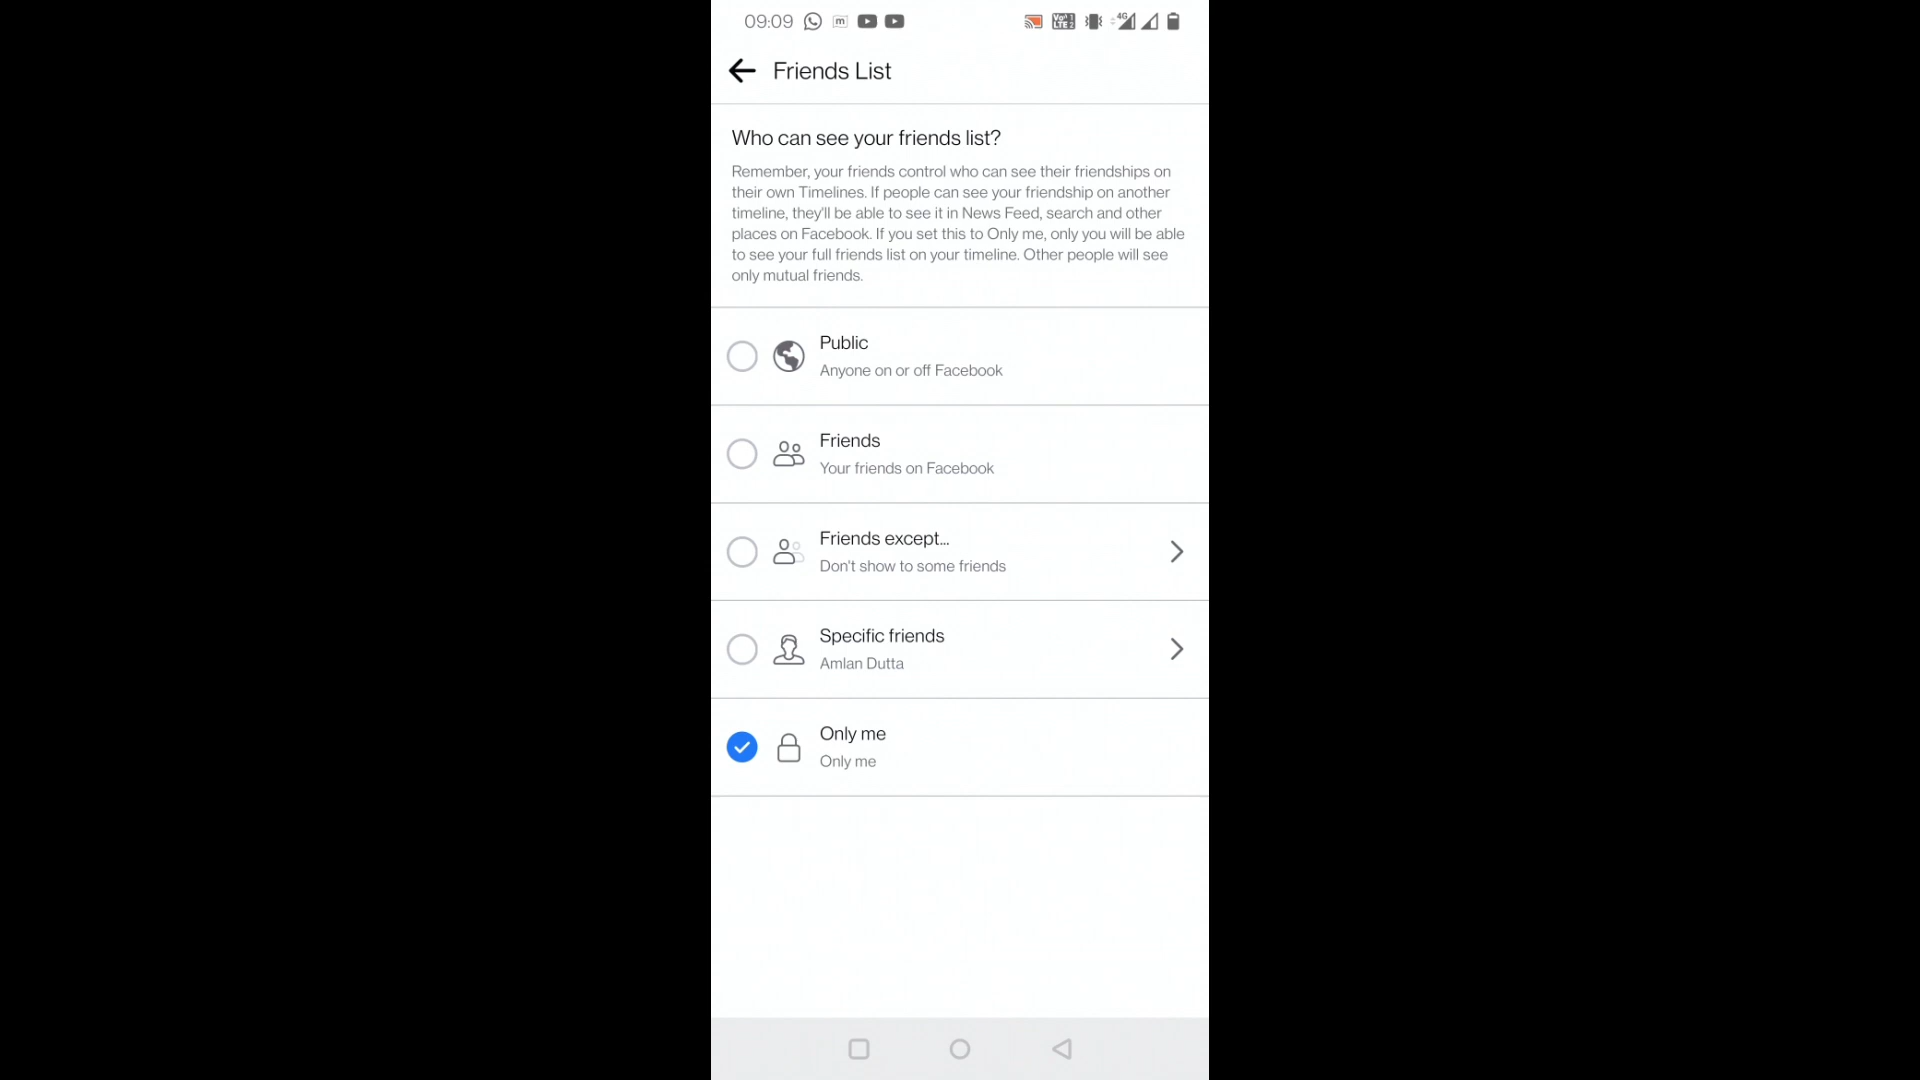 09:09
Friends List
Who can see your friends list?
Remember, your friends control who can see their friendships on
their own Timelines. If people can see your friendship on another
timeline, they'll be able to see it in News Feed, search and other
places on Facebook. If you set this to Only me, only you will be able
to see your full friends list on your timeline. Other people will see
only mutual friends.
Public
Anyone on or off Facebook
Friends
Your friends on Facebook
Friends except...
Don't show to some friends
Specific friends
Amlan Dutta
Only me
Only me